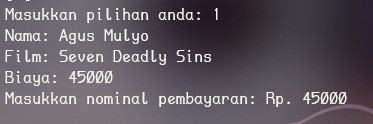 Masukkan pilihan anda: 1
Nama: Agus Mulyo
Film: Seven Deadly Sins
Biaya: 45000
Masukkan nominal pembayaran: Rp. 45000